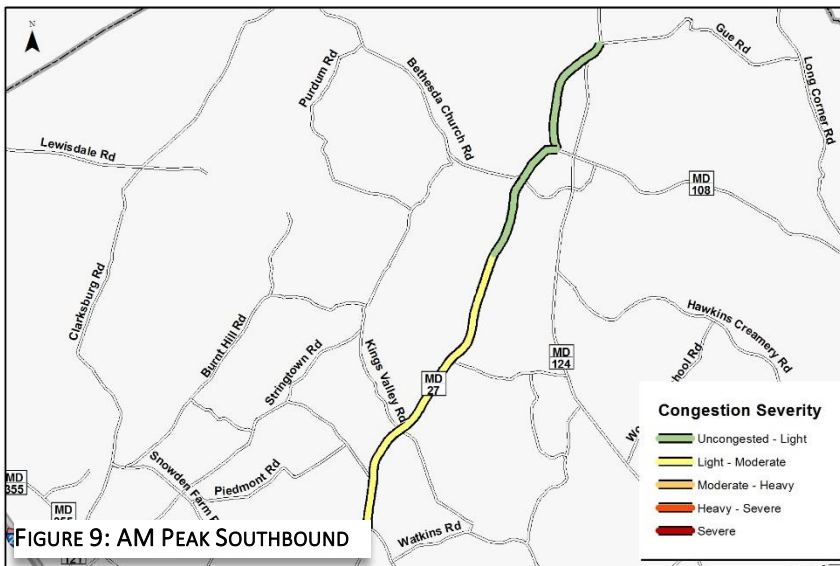 N
Gue Rd
Long Corner Rd
Purdum Rd
Bethesda Church Rd
Lewisdale Rd
MD
108
Clarksburg Rd
Burnt Hill Rd
Stringtown Rd
Kings Valley Rd
MD
27
MD
124
Hawkins Creamery Rd
Snowden Farm
Piedmont Rd
Watkins Rd
MD
355
MD
355
121
Congestion Severity
Uncongested - Light
Light - Moderate
Moderate - Heavy
Heavy - Severe
Severe
FIGURE 9: AM PEAK SOUTHBOUND